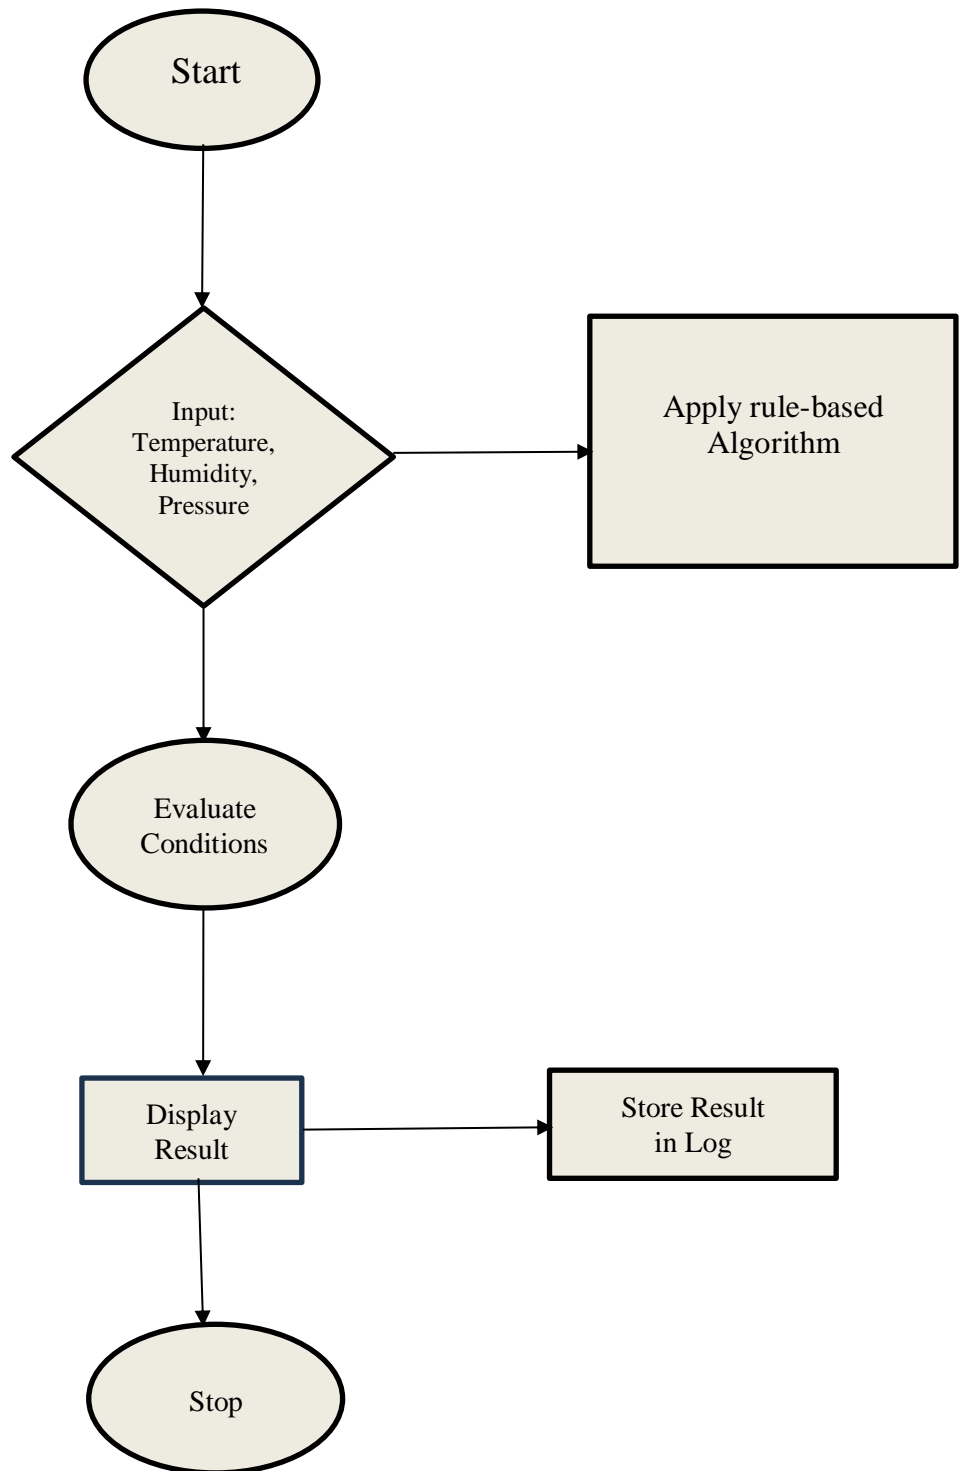 Start
Input:
Temperature,
Humidity,
Pressure
Apply rule-based
Algorithm
Evaluate
Conditions
Display
Result
Store Result
in Log
Stop